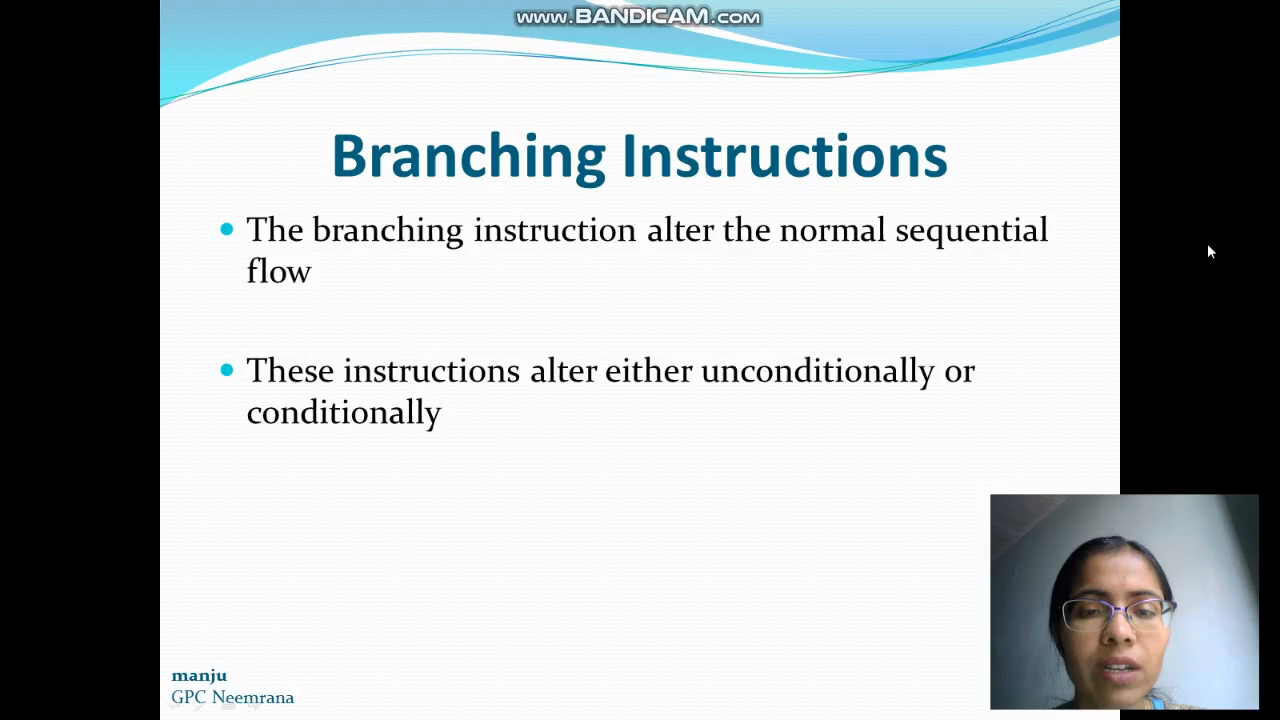 www.BANDICAM.com
Branching Instructions
The branching instruction alter the normal sequential
flow
These instructions alter either unconditionally or
conditionally
manju
GPC Neemrana